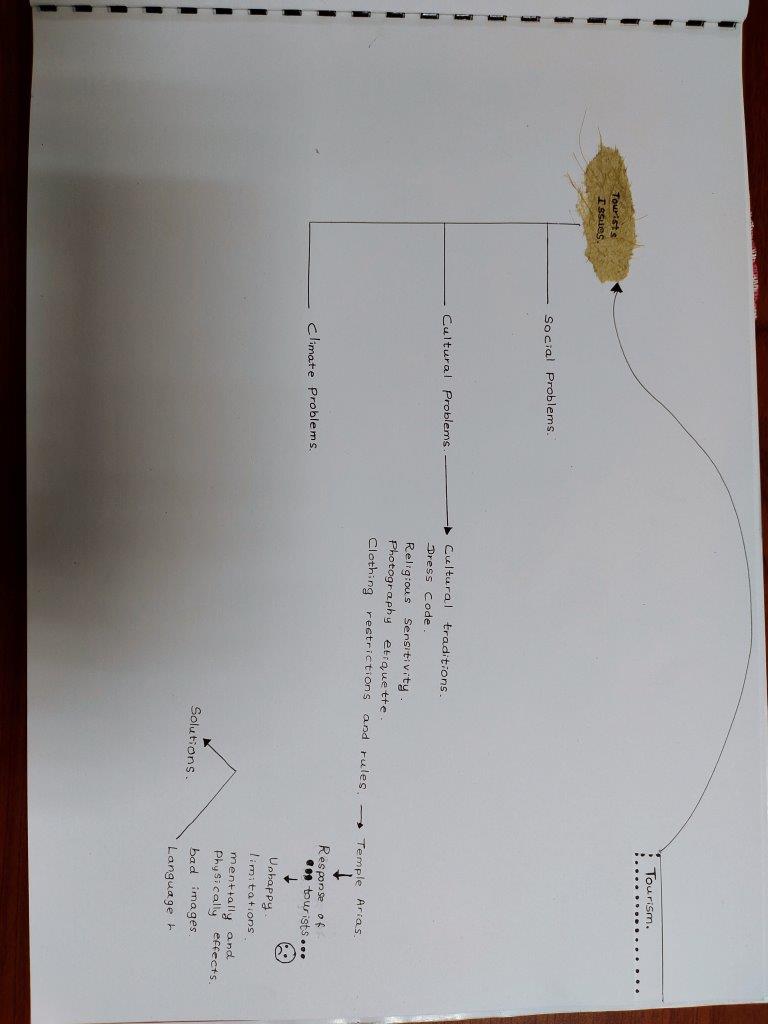 Tourism.
Tourists
Issues.
Social Problems.
Cultural Problems.
Cultural traditions.
Dress Code.
Religious Sensitivity.
Photography etiquette.
Clothing restrictions and rules.
Temple Arias.
Response of
tourists...
Unhappy.
limitations.
mentally and
Physically effects.
bad images.
Language
Solutions.
Climate Problems.